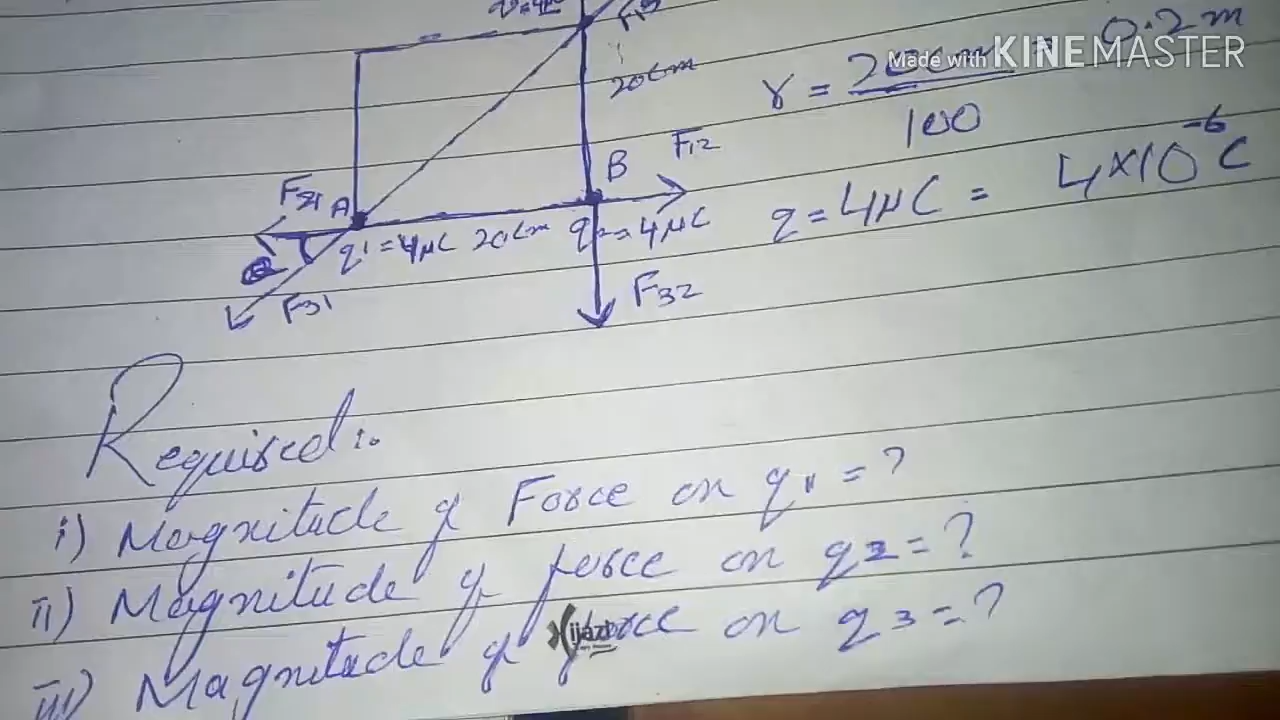 F13
20cm
r = 20cm / 100 = 0.2m
Made with KINEMASTER
B
F12
F21 A
q1 = 4μC 20cm q2 = 4μC
q = 4μC = 4×10^-6 C
θ
F31
F32
Required:
i) Magnitude of Force on q1 = ?
ii) Magnitude of force on q2 = ?
iii) Magnitude of force on q3 = ?